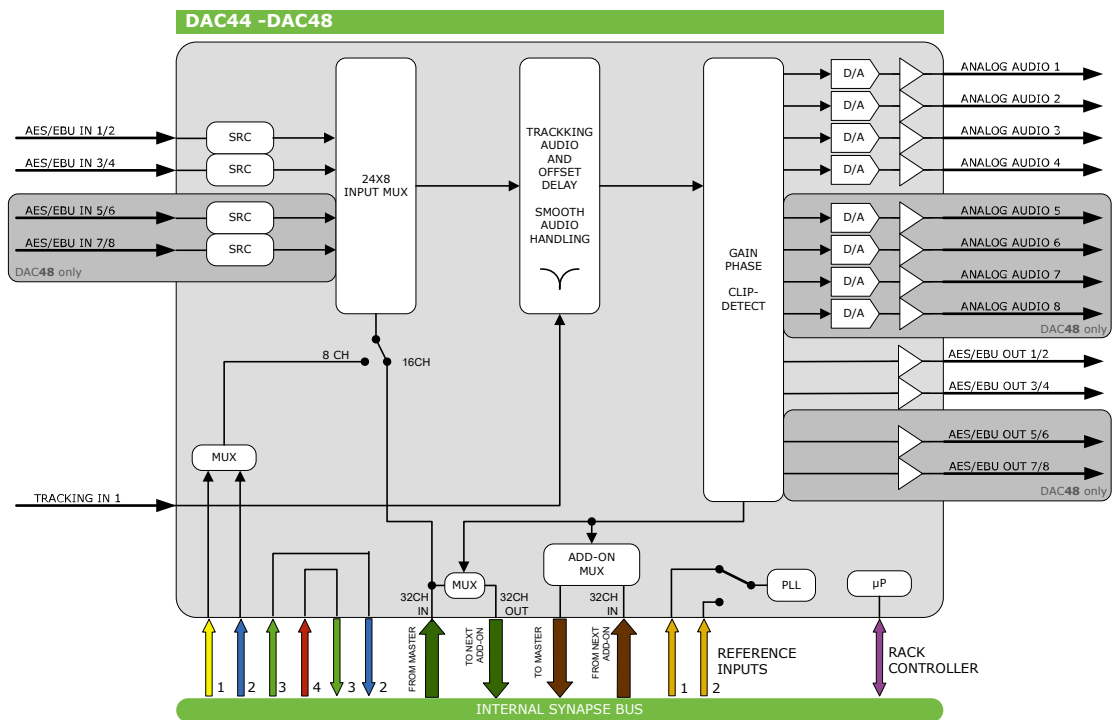 DAC44 -DAC48
AES/EBU IN 1/2
AES/EBU IN 3/4
AES/EBU IN 5/6
AES/EBU IN 7/8
DAC48 only
SRC
SRC
SRC
SRC
24X8
INPUT MUX
TRACKKING
AUDIO
AND
OFFSET
DELAY
SMOOTH
AUDIO
HANDLING
GAIN
PHASE
CLIP-
DETECT
D/A
D/A
D/A
D/A
D/A
D/A
D/A
D/A
ANALOG AUDIO 1
ANALOG AUDIO 2
ANALOG AUDIO 3
ANALOG AUDIO 4
ANALOG AUDIO 5
ANALOG AUDIO 6
ANALOG AUDIO 7
ANALOG AUDIO 8
DAC48 only
AES/EBU OUT 1/2
AES/EBU OUT 3/4
AES/EBU OUT 5/6
AES/EBU OUT 7/8
DAC48 only
8 CH
16CH
MUX
TRACKING IN 1
MUX
ADD-ON
MUX
PLL
µP
32CH
IN
32CH
OUT
32CH
IN
FROM MASTER
TO NEXT
ADD-ON
TO MASTER
FROM NEXT
ADD-ON
1
2
3
4
3
2
1
2
REFERENCE
INPUTS
RACK
CONTROLLER
INTERNAL SYNAPSE BUS